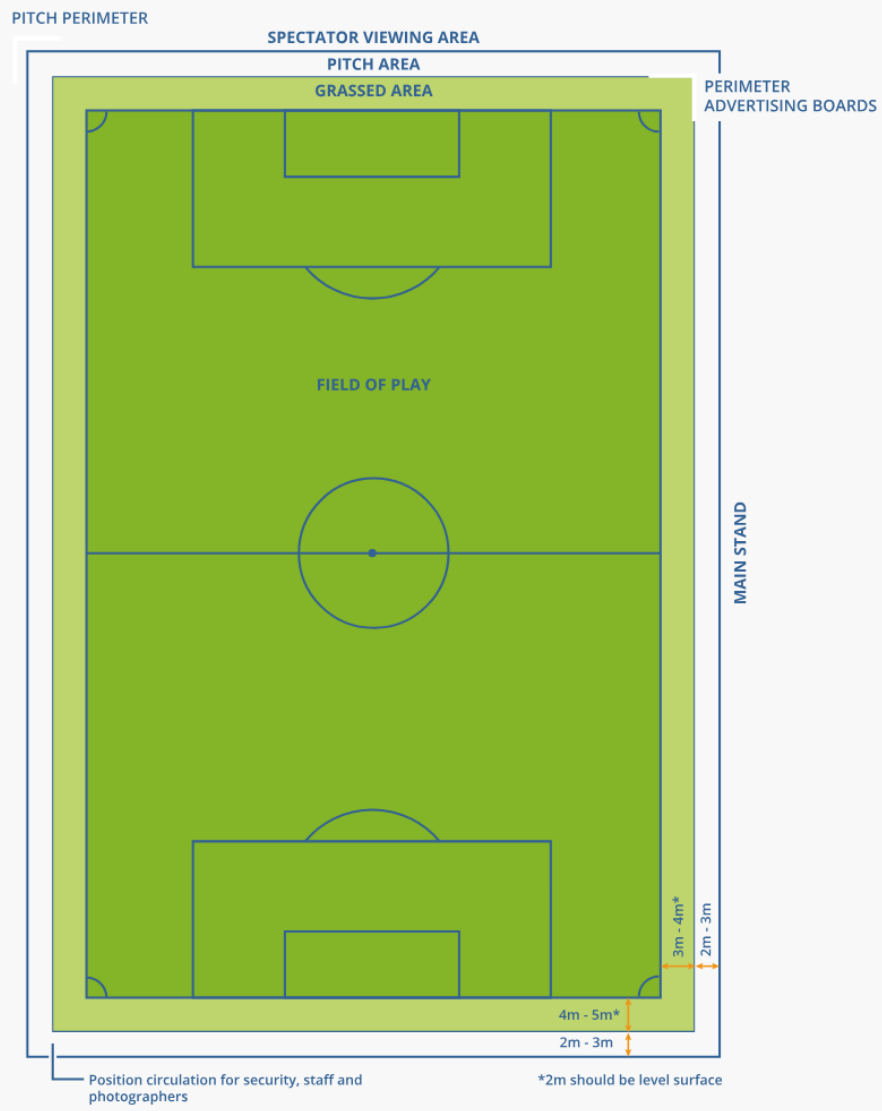 PITCH PERIMETER
SPECTATOR VIEWING AREA
PITCH AREA
GRASSED AREA
PERIMETER
ADVERTISING BOARDS
FIELD OF PLAY
MAIN STAND
3m - 4m*
2m - 3m
4m - 5m*
2m - 3m
Position circulation for security, staff and
photographers
*2m should be level surface